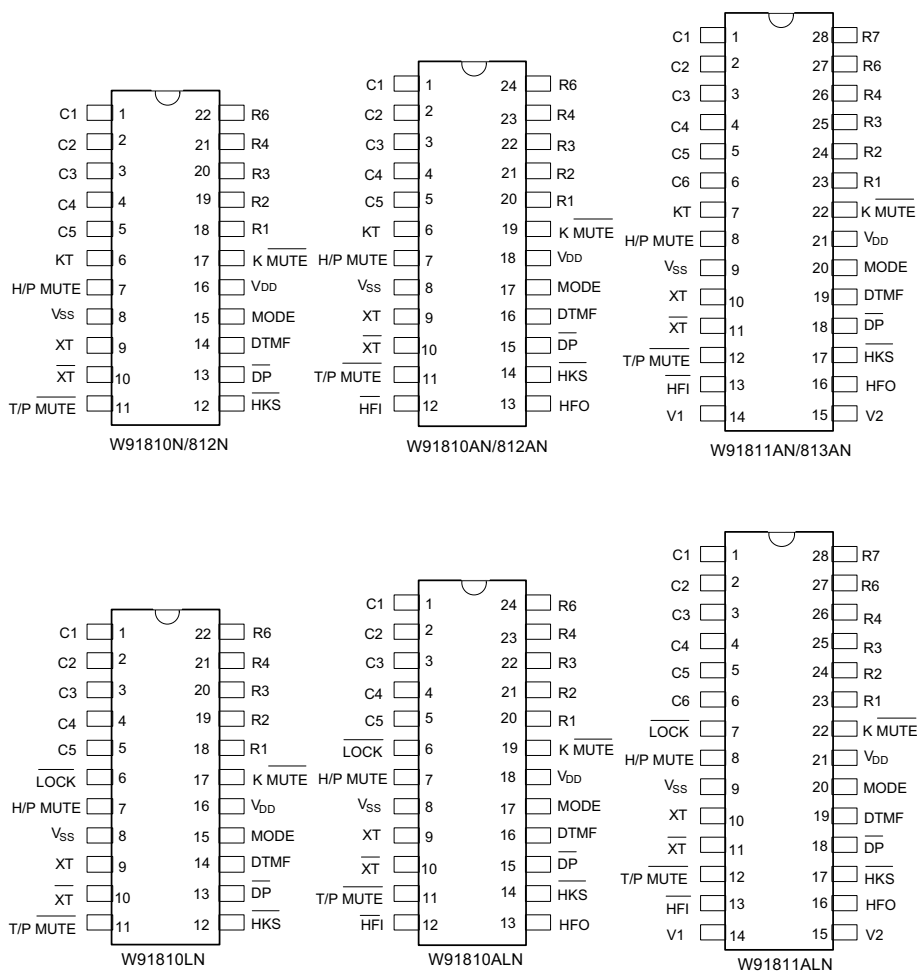 W91810N/812N
C1 1 22 R6
C2 2 21 R4
C3 3 20 R3
C4 4 19 R2
C5 5 18 R1
KT 6 17 K MUTE
H/P MUTE 7 16 VDD
VSS 8 15 MODE
XT 9 14 DTMF
XT 10 13 DP
T/P MUTE 11 12 HKS
C1 1 24 R6
C2 2 23 R4
C3 3 22 R3
C4 4 21 R2
C5 5 20 R1
KT 6 19 K MUTE
H/P MUTE 7 18 VDD
VSS 8 17 MODE
XT 9 16 DTMF
XT 10 15 DP
T/P MUTE 11 14 HKS
HFI 12 13 HFO
W91810AN/812AN
C1 1 28 R7
C2 2 27 R6
C3 3 26 R4
C4 4 25 R3
C5 5 24 R2
C6 6 23 R1
KT 7 22 K MUTE
H/P MUTE 8 21 VDD
VSS 9 20 MODE
XT 10 19 DTMF
XT 11 18 DP
T/P MUTE 12 17 HKS
HFI 13 16 HFO
V1 14 15 V2
W91811AN/813AN
C1 1 22 R6
C2 2 21 R4
C3 3 20 R3
C4 4 19 R2
C5 5 18 R1
LOCK 6 17 K MUTE
H/P MUTE 7 16 VDD
VSS 8 15 MODE
XT 9 14 DTMF
XT 10 13 DP
T/P MUTE 11 12 HKS
W91810LN
C1 1 24 R6
C2 2 23 R4
C3 3 22 R3
C4 4 21 R2
C5 5 20 R1
LOCK 6 19 K MUTE
H/P MUTE 7 18 VDD
VSS 8 17 MODE
XT 9 16 DTMF
XT 10 15 DP
T/P MUTE 11 14 HKS
HFI 12 13 HFO
W91810ALN
C1 1 28 R7
C2 2 27 R6
C3 3 26 R4
C4 4 25 R3
C5 5 24 R2
C6 6 23 R1
LOCK 7 22 K MUTE
H/P MUTE 8 21 VDD
VSS 9 20 MODE
XT 10 19 DTMF
XT 11 18 DP
T/P MUTE 12 17 HKS
HFI 13 16 HFO
V1 14 15 V2
W91811ALN